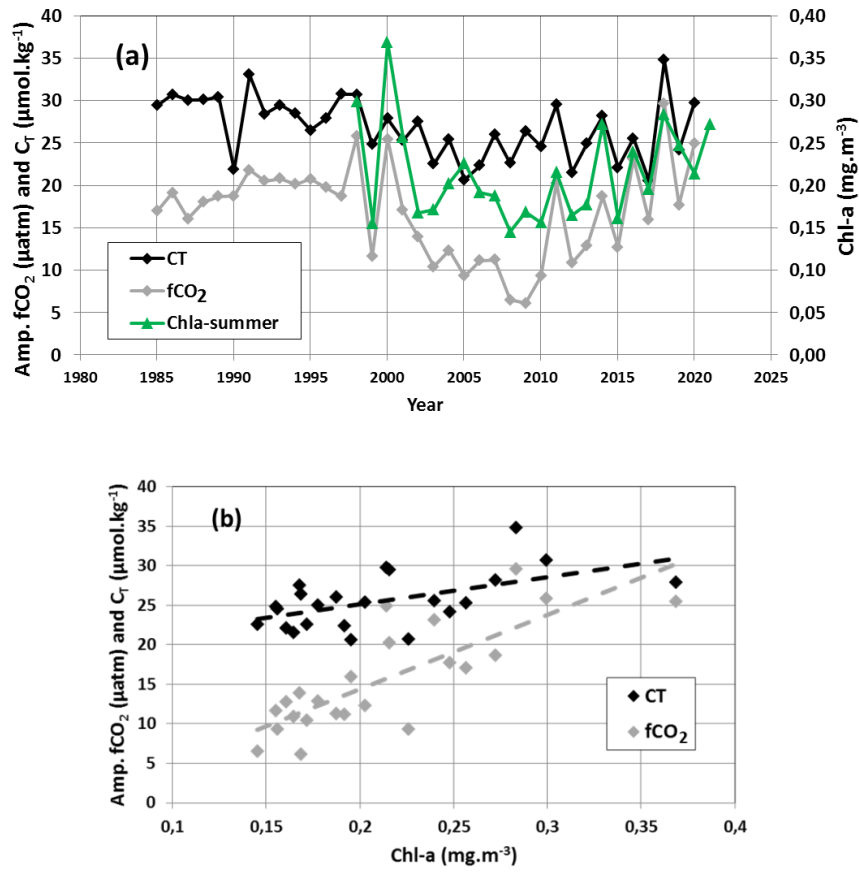 (a)
Amp. fCO₂ (µatm) and Cᴛ (µmol.kg⁻¹)
40
35
30
25
20
15
10
5
0
0,40
0,35
0,30
0,25
0,20
0,15
0,10
0,05
0,00
Chl-a (mg.m⁻³)
CT
fCO₂
Chla-summer
1980 1985 1990 1995 2000 2005 2010 2015 2020 2025
Year
(b)
Amp. fCO₂ (µatm) and Cᴛ (µmol.kg⁻¹)
40
35
30
25
20
15
10
5
0
CT
fCO₂
0,1 0,15 0,2 0,25 0,3 0,35 0,4
Chl-a (mg.m⁻³)